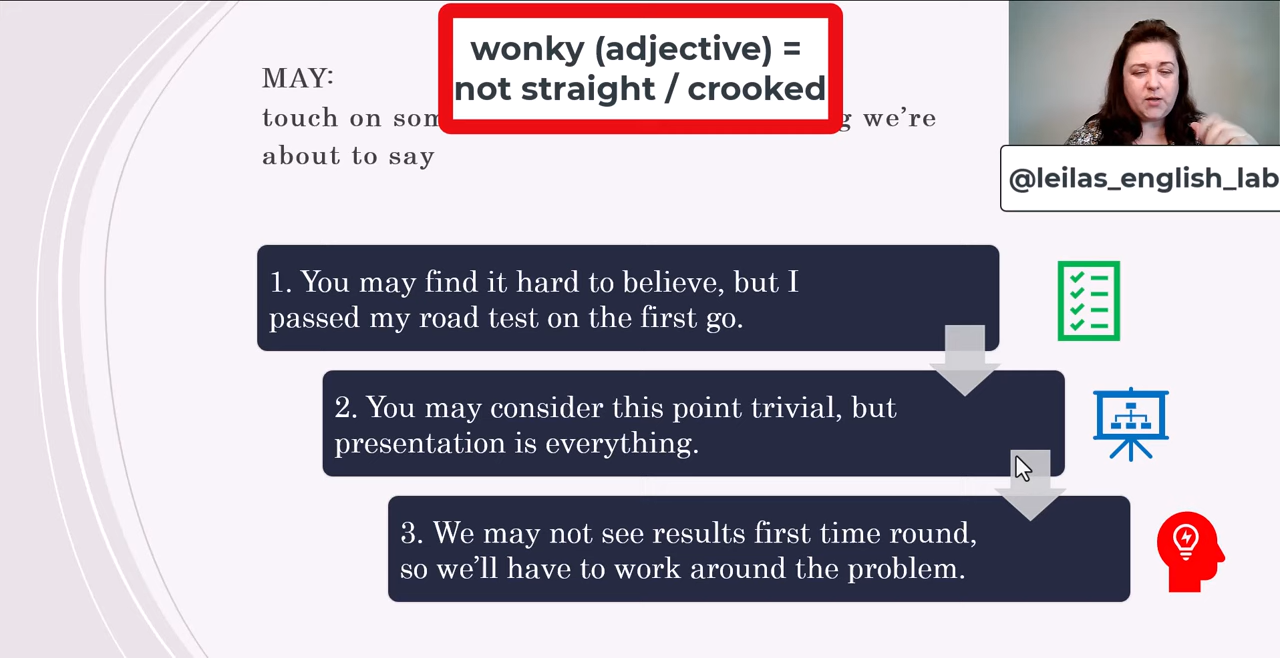 wonky (adjective) =
not straight / crooked
MAY:
touch on we're
about to say
@leilas_english_lab
1. You may find it hard to believe, but I
passed my road test on the first go.
2. You may consider this point trivial, but
presentation is everything.
3. We may not see results first time round,
so we'll have to work around the problem.